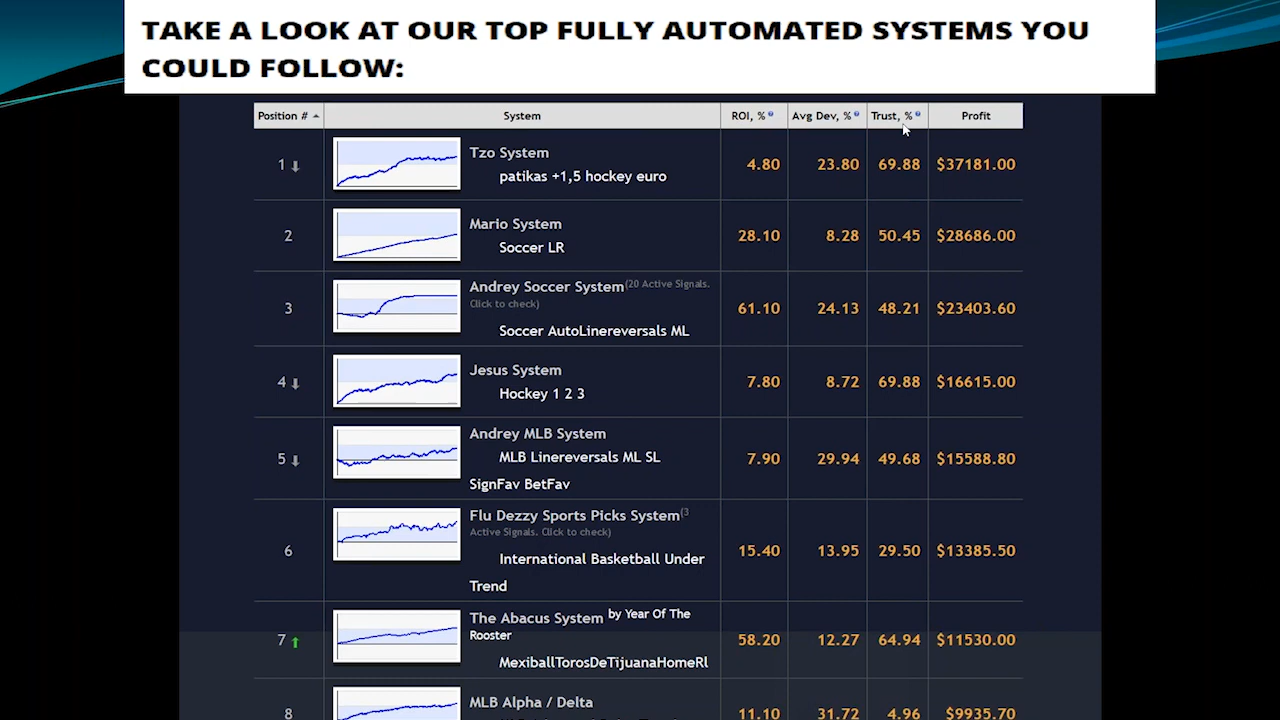 TAKE A LOOK AT OUR TOP FULLY AUTOMATED SYSTEMS YOU
COULD FOLLOW:
Position # System ROI, % Avg Dev, % Trust, % Profit
1 Tzo System
patikas +1,5 hockey euro
4.80 23.80 69.88 $37181.00
2 Mario System
Soccer LR
28.10 8.28 50.45 $28686.00
3 Andrey Soccer System (20 Active Signals.
Click to check)
Soccer AutoLinereversals ML
61.10 24.13 48.21 $23403.60
4 Jesus System
Hockey 1 2 3
7.80 8.72 69.88 $16615.00
5 Andrey MLB System
MLB Linereversals ML SL
SignFav BetFav
7.90 29.94 49.68 $15588.80
6 Flu Dezzy Sports Picks System (3
Active Signals. Click to check)
International Basketball Under
Trend
15.40 13.95 29.50 $13385.50
7 The Abacus System by Year Of The
Rooster
MexiballTorosDeTijuanaHomeRl
58.20 12.27 64.94 $11530.00
8 MLB Alpha / Delta
11.10 31.72 4.96 $9935.70